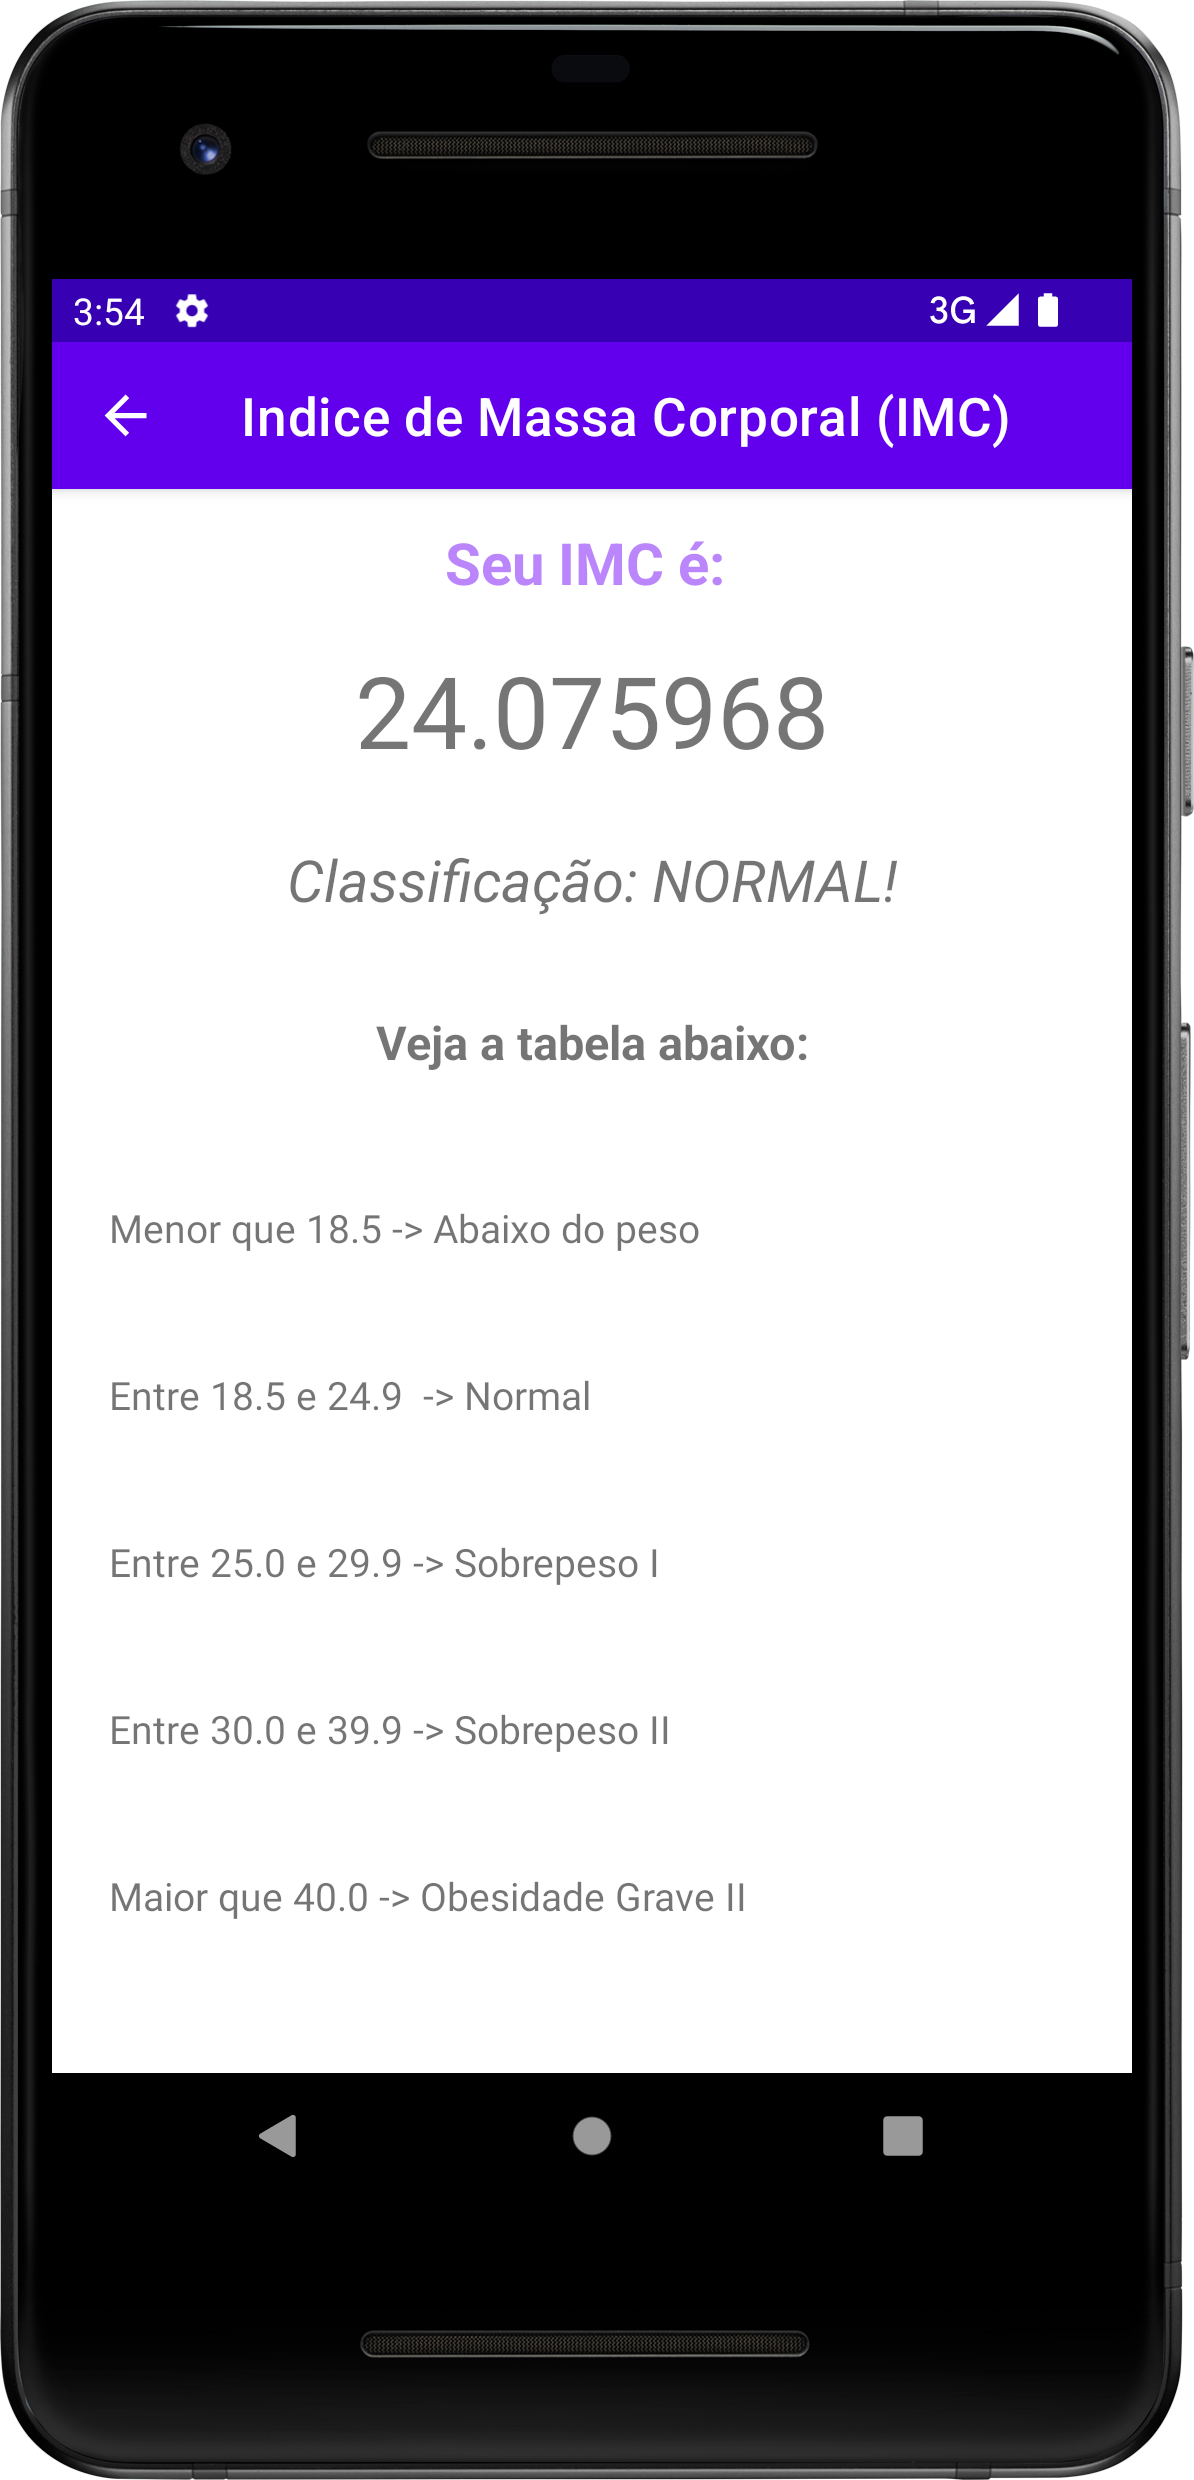 3:54 3G
Indice de Massa Corporal (IMC)
Seu IMC é:
24.075968
Classificação: NORMAL!
Veja a tabela abaixo:
Menor que 18.5 -> Abaixo do peso
Entre 18.5 e 24.9  -> Normal
Entre 25.0 e 29.9 -> Sobrepeso I
Entre 30.0 e 39.9 -> Sobrepeso II
Maior que 40.0 -> Obesidade Grave II